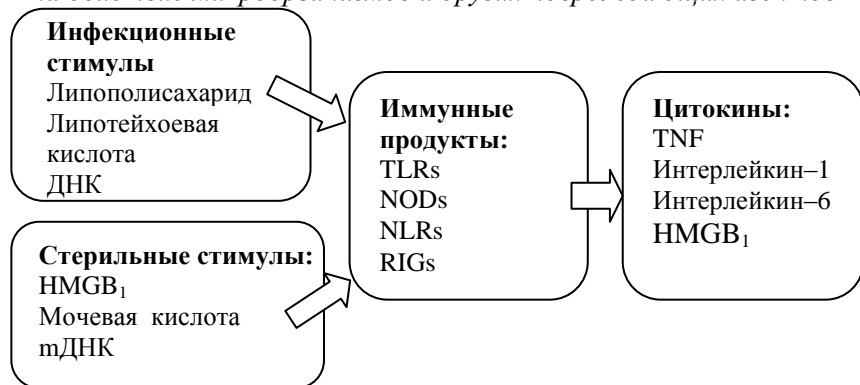 Инфекционные
стимулы
Липополисахарид
Липотейхоевая
кислота
ДНК
Стерильные стимулы:
HMGB1
Мочевая кислота
mДНК
Иммунные
продукты:
TLRs
NODs
NLRs
RIGs
Цитокины:
TNF
Интерлейкин–1
Интерлейкин–6
HMGB1